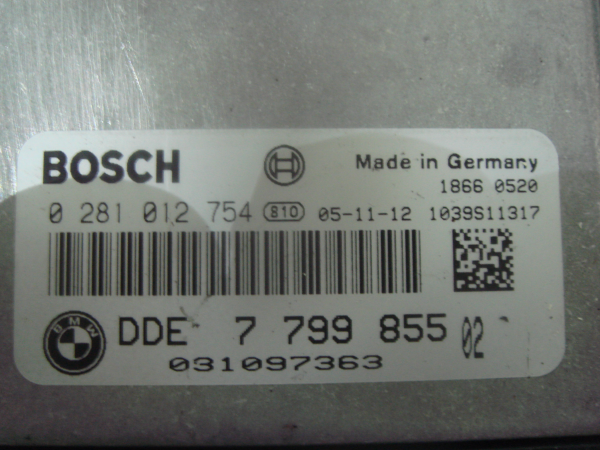 BOSCH
Made in Germany
1866 0520
0 281 012 754 810 05-11-12 1039S11317
BMW
DDE 7 799 855 02
031097363